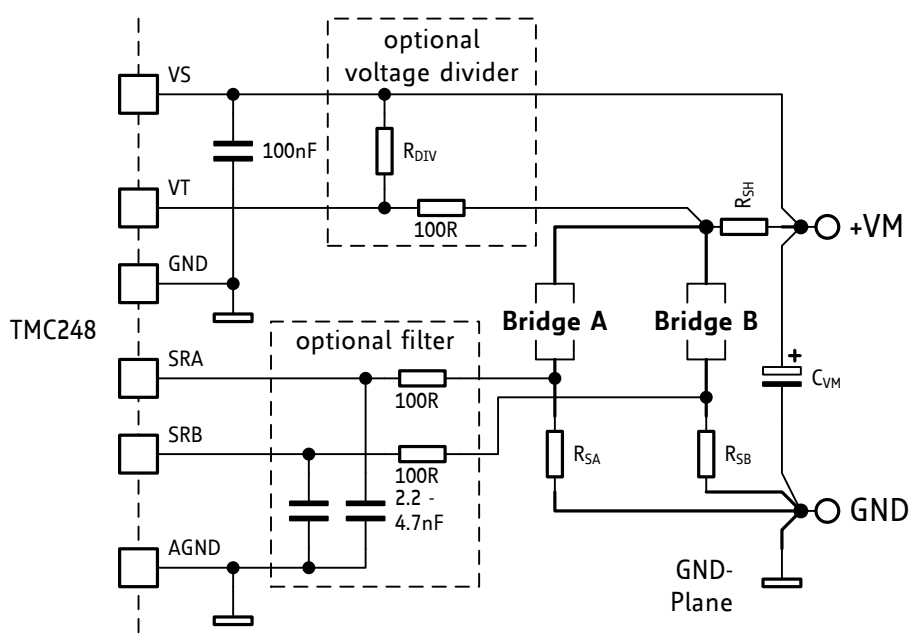 optional
voltage divider
VS
100nF
RDIV
VT
100R
RSH
+VM
GND
TMC248
Bridge A
Bridge B
optional filter
SRA
100R
+
CVM
SRB
100R
RSA
RSB
2.2 -
4.7nF
GND
AGND
GND-
Plane